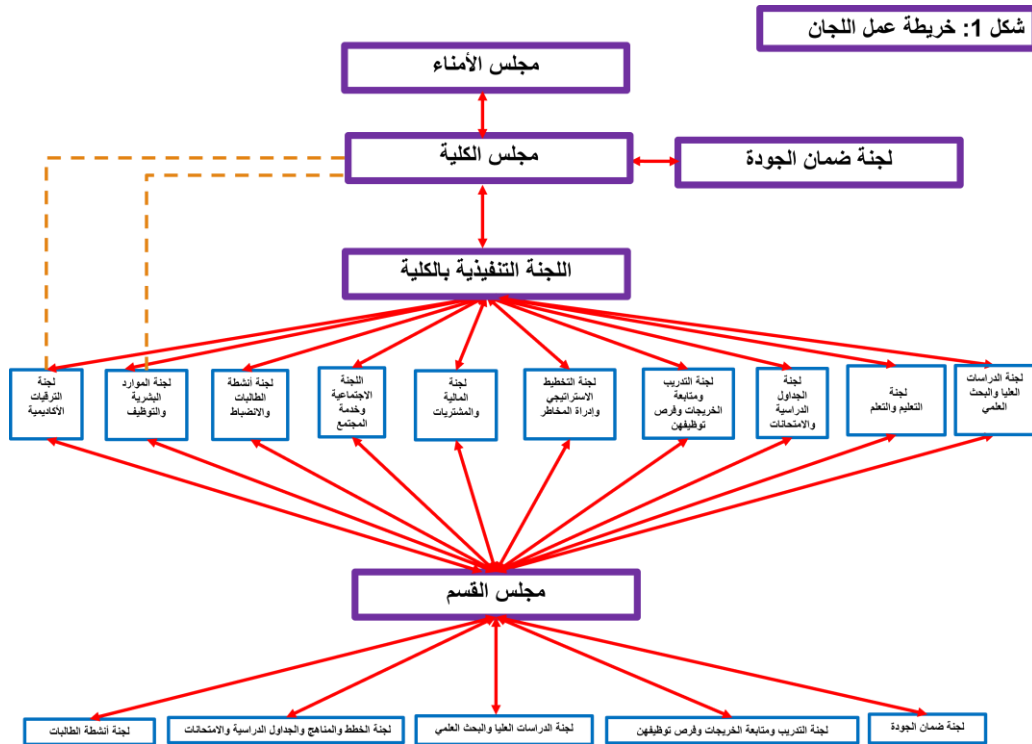 شكل 1: خريطة عمل اللجان
مجلس الأمناء
مجلس الكلية
لجنة ضمان الجودة
اللجنة التنفيذية بالكلية
لجنة الدراسات
العليا والبحث
العلمي
لجنة
التعليم والتعلم
لجنة
الجداول
الدراسية
والامتحانات
لجنة التدريب
ومتابعة
الخريجات وفرص
توظيفهن
لجنة التخطيط
الاستراتيجي
وإدراة المخاطر
لجنة
المالية
والمشتريات
اللجنة
الاجتماعية
وخدمة
المجتمع
لجنة أنشطة
الطالبات
والانضباط
لجنة الموارد
البشرية
والتوظيف
لجنة
الترقيات
الأكاديمية
مجلس القسم
لجنة ضمان الجودة
لجنة التدريب ومتابعة الخريجات وفرص توظيفهن
لجنة الدراسات العليا والبحث العلمي
لجنة الخطط والمناهج والجداول الدراسية والامتحانات
لجنة أنشطة الطالبات